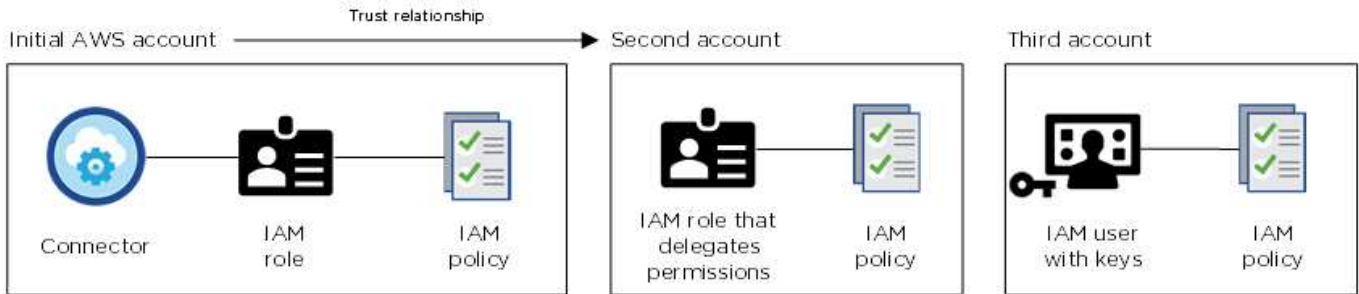 Trust relationship
Initial AWS account
Second account
Third account
Connector
IAM
role
IAM
policy
IAM role that
delegates
permissions
IAM
policy
IAM user
with keys
IAM
policy